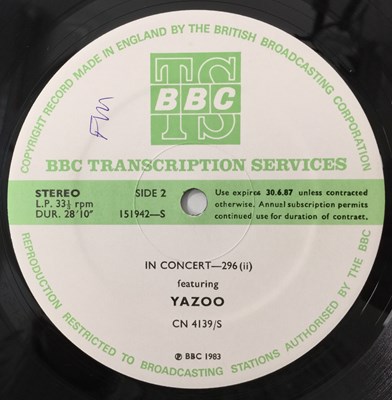 COPYRIGHT RECORD MADE IN ENGLAND BY THE BRITISH BROADCASTING CORPORATION
TS
BBC
FM
BBC TRANSCRIPTION SERVICES
STEREO
L.P. 33⅓ rpm
DUR. 28'10"
SIDE 2
151942—S
Use expires 30.6.87 unless contracted
otherwise. Annual subscription permits
continued use for duration of contract.
IN CONCERT—296 (ii)
featuring
YAZOO
CN 4139/S
℗ BBC 1983
REPRODUCTION RESTRICTED TO BROADCASTING STATIONS AUTHORISED BY THE BBC